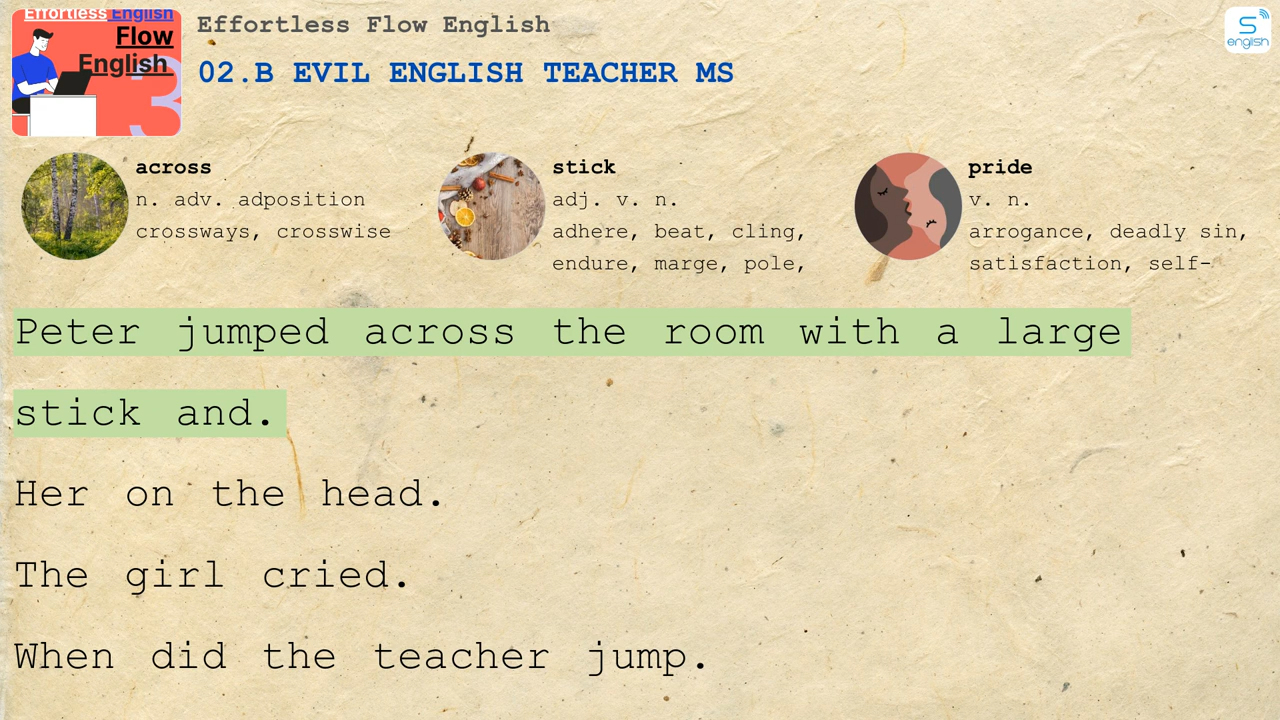 Effortless English
Flow
English
3
Effortless Flow English
02.B EVIL ENGLISH TEACHER MS
S
english
across
n. adv. adposition
crossways, crosswise
stick
adj. v. n.
adhere, beat, cling,
endure, marge, pole,
pride
v. n.
arrogance, deadly sin,
satisfaction, self-
Peter jumped across the room with a large
stick and.
Her on the head.
The girl cried.
When did the teacher jump.